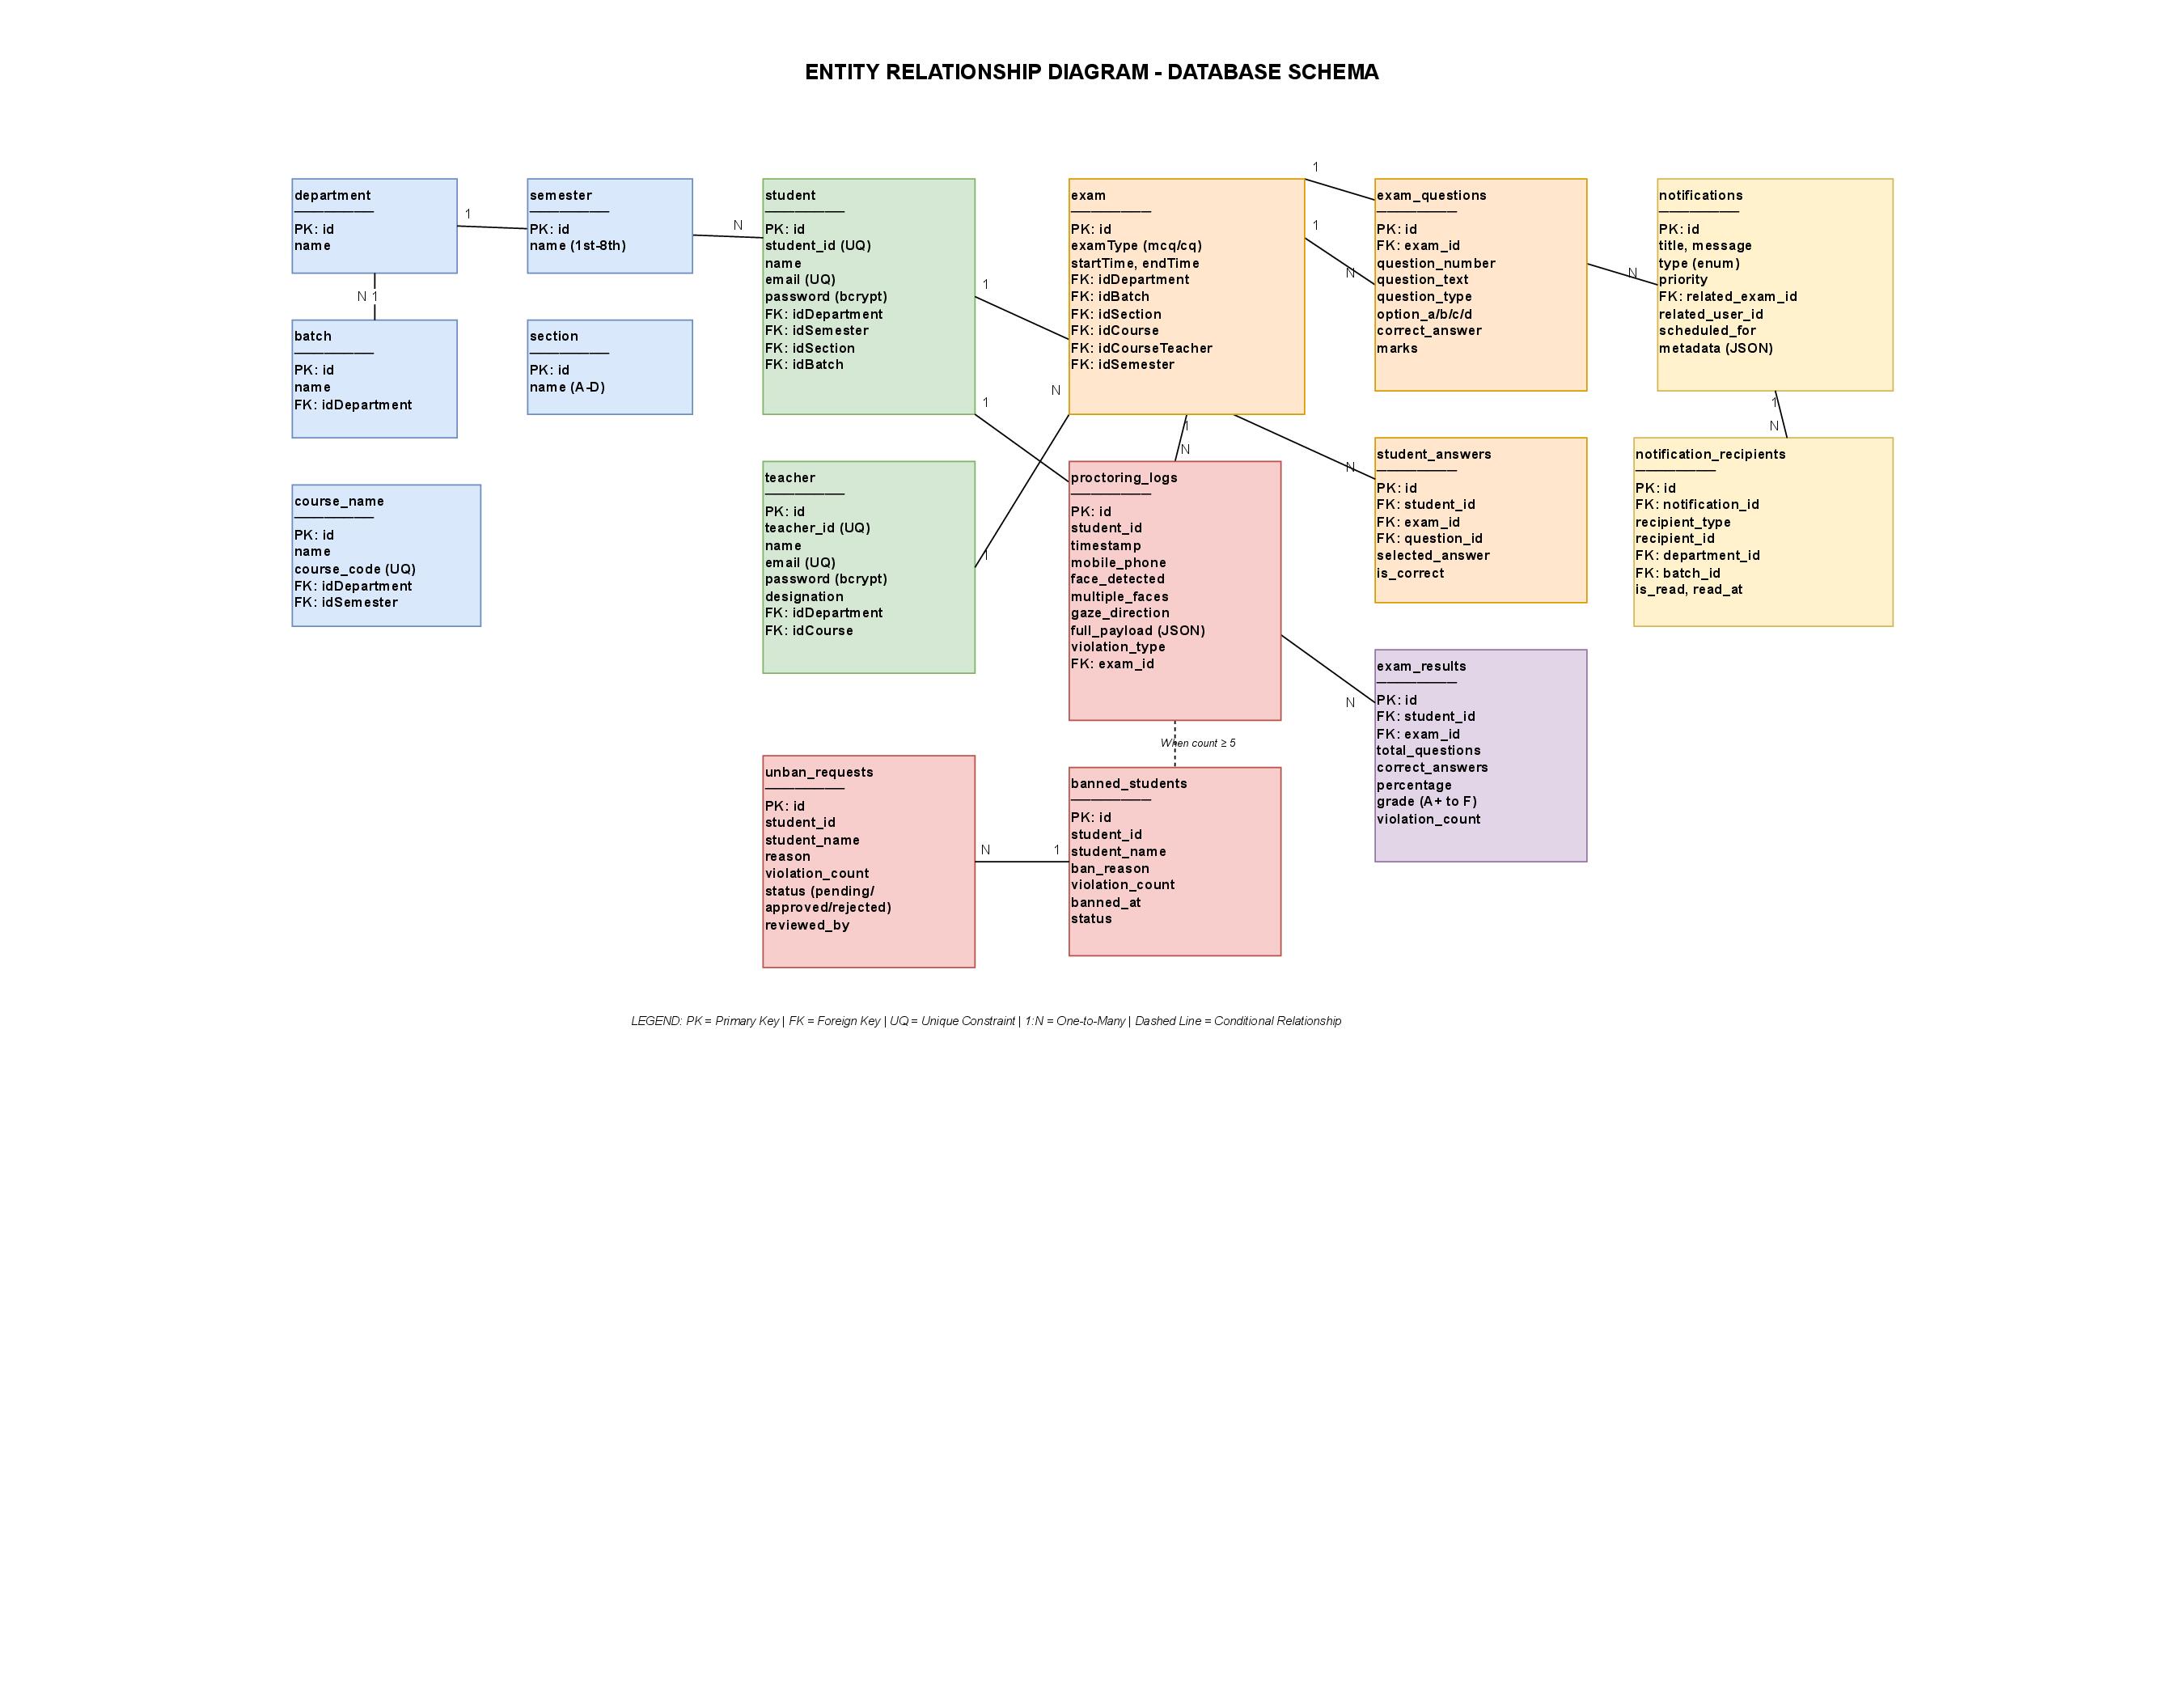 ENTITY RELATIONSHIP DIAGRAM - DATABASE SCHEMA
department
PK: id
name
1
semester
PK: id
name (1st-8th)
N
student
PK: id
student_id (UQ)
name
email (UQ)
password (bcrypt)
FK: idDepartment
FK: idSemester
FK: idSection
FK: idBatch
1
1
exam
PK: id
examType (mcq/cq)
startTime, endTime
FK: idDepartment
FK: idBatch
FK: idSection
FK: idCourse
FK: idCourseTeacher
FK: idSemester
N
1
1
N
exam_questions
PK: id
FK: exam_id
question_number
question_text
question_type
option_a/b/c/d
correct_answer
marks
N
notifications
PK: id
title, message
type (enum)
priority
FK: related_exam_id
related_user_id
scheduled_for
metadata (JSON)
1
N
N 1
batch
PK: id
name
FK: idDepartment
section
PK: id
name (A-D)
course_name
PK: id
name
course_code (UQ)
FK: idDepartment
FK: idSemester
teacher
PK: id
teacher_id (UQ)
name
email (UQ)
password (bcrypt)
designation
FK: idDepartment
FK: idCourse
1
1
N
proctoring_logs
PK: id
student_id
timestamp
mobile_phone
face_detected
multiple_faces
gaze_direction
full_payload (JSON)
violation_type
FK: exam_id
N
student_answers
PK: id
FK: student_id
FK: exam_id
FK: question_id
selected_answer
is_correct
notification_recipients
PK: id
FK: notification_id
recipient_type
recipient_id
FK: department_id
FK: batch_id
is_read, read_at
N
exam_results
PK: id
FK: student_id
FK: exam_id
total_questions
correct_answers
percentage
grade (A+ to F)
violation_count
When count ≥ 5
unban_requests
PK: id
student_id
student_name
reason
violation_count
status (pending/
approved/rejected)
reviewed_by
N
1
banned_students
PK: id
student_id
student_name
ban_reason
violation_count
banned_at
status
LEGEND: PK = Primary Key | FK = Foreign Key | UQ = Unique Constraint | 1:N = One-to-Many | Dashed Line = Conditional Relationship